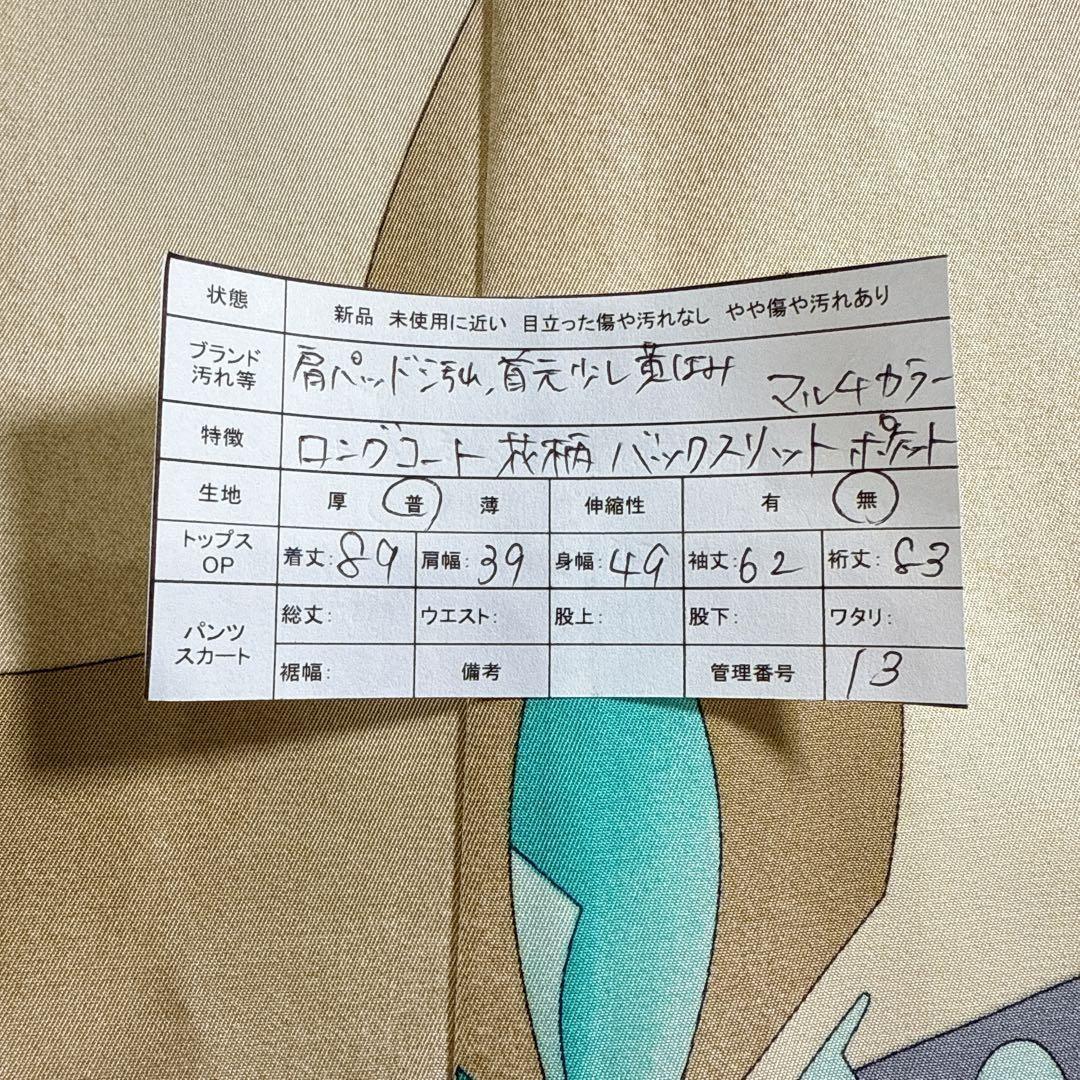 状態 新品 未使用に近い 目立った傷や汚れなし やや傷や汚れあり
ブランド 汚れ等 肩パッド汚れ,首元少し黄ばみ マルチカラー
特徴 ロングコート 花柄 バックスリット ポケット
生地 厚 普 薄 伸縮性 有 無
トップス OP 着丈:89 肩幅:39 身幅:49 袖丈:62 裄丈:83
パンツ スカート 総丈: ウエスト: 股上: 股下: ワタリ:
裾幅: 備考 管理番号 13